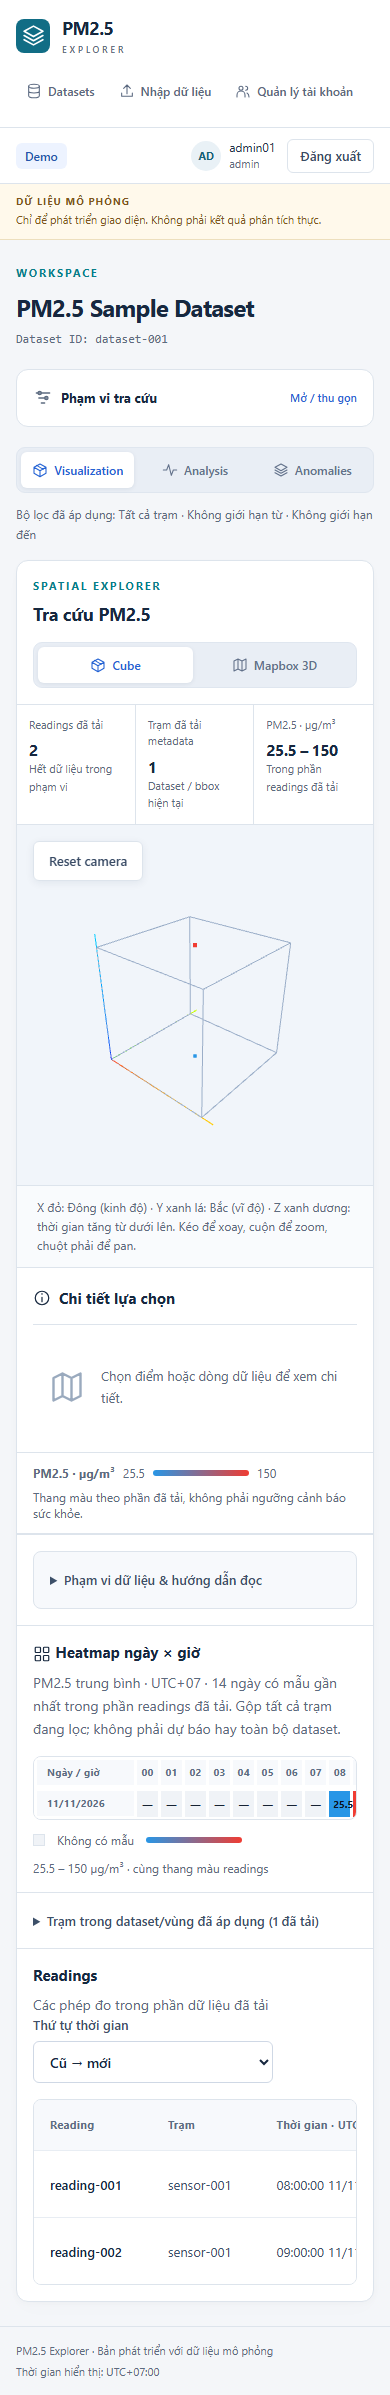 PM2.5
EXPLORER
Datasets
Nhập dữ liệu
Quản lý tài khoản
Demo
AD
admin01
admin
Đăng xuất
DỮ LIỆU MÔ PHỎNG
Chỉ để phát triển giao diện. Không phải kết quả phân tích thực.
WORKSPACE
PM2.5 Sample Dataset
Dataset ID: dataset-001
Phạm vi tra cứu
Mở / thu gọn
Visualization
Analysis
Anomalies
Bộ lọc đã áp dụng: Tất cả trạm · Không giới hạn từ · Không giới hạn
đến
SPATIAL EXPLORER
Tra cứu PM2.5
Cube
Mapbox 3D
Readings đã tải
2
Hết dữ liệu trong
phạm vi
Trạm đã tải
metadata
1
Dataset / bbox
hiện tại
PM2.5 · μg/m³
25.5 – 150
Trong phần
readings đã tải
Reset camera
X đỏ: Đông (kinh độ) · Y xanh lá: Bắc (vĩ độ) · Z xanh dương:
thời gian tăng từ dưới lên. Kéo để xoay, cuộn để zoom,
chuột phải để pan.
Chi tiết lựa chọn
Chọn điểm hoặc dòng dữ liệu để xem chi
tiết.
PM2.5 · μg/m³ 25.5 150
Thang màu theo phần đã tải, không phải ngưỡng cảnh báo
sức khỏe.
Phạm vi dữ liệu & hướng dẫn đọc
Heatmap ngày × giờ
PM2.5 trung bình · UTC+07 · 14 ngày có mẫu gần
nhất trong phần readings đã tải. Gộp tất cả trạm
đang lọc; không phải dự báo hay toàn bộ dataset.
Ngày / giờ 00 01 02 03 04 05 06 07 08
11/11/2026 — — — — — — — — 25.5
Không có mẫu
25.5 – 150 μg/m³ · cùng thang màu readings
Trạm trong dataset/vùng đã áp dụng (1 đã tải)
Readings
Các phép đo trong phần dữ liệu đã tải
Thứ tự thời gian
Cũ → mới
Reading Trạm Thời gian · UTC
reading-001 sensor-001 08:00:00 11/1
reading-002 sensor-001 09:00:00 11/1
PM2.5 Explorer · Bản phát triển với dữ liệu mô phỏng
Thời gian hiển thị: UTC+07:00